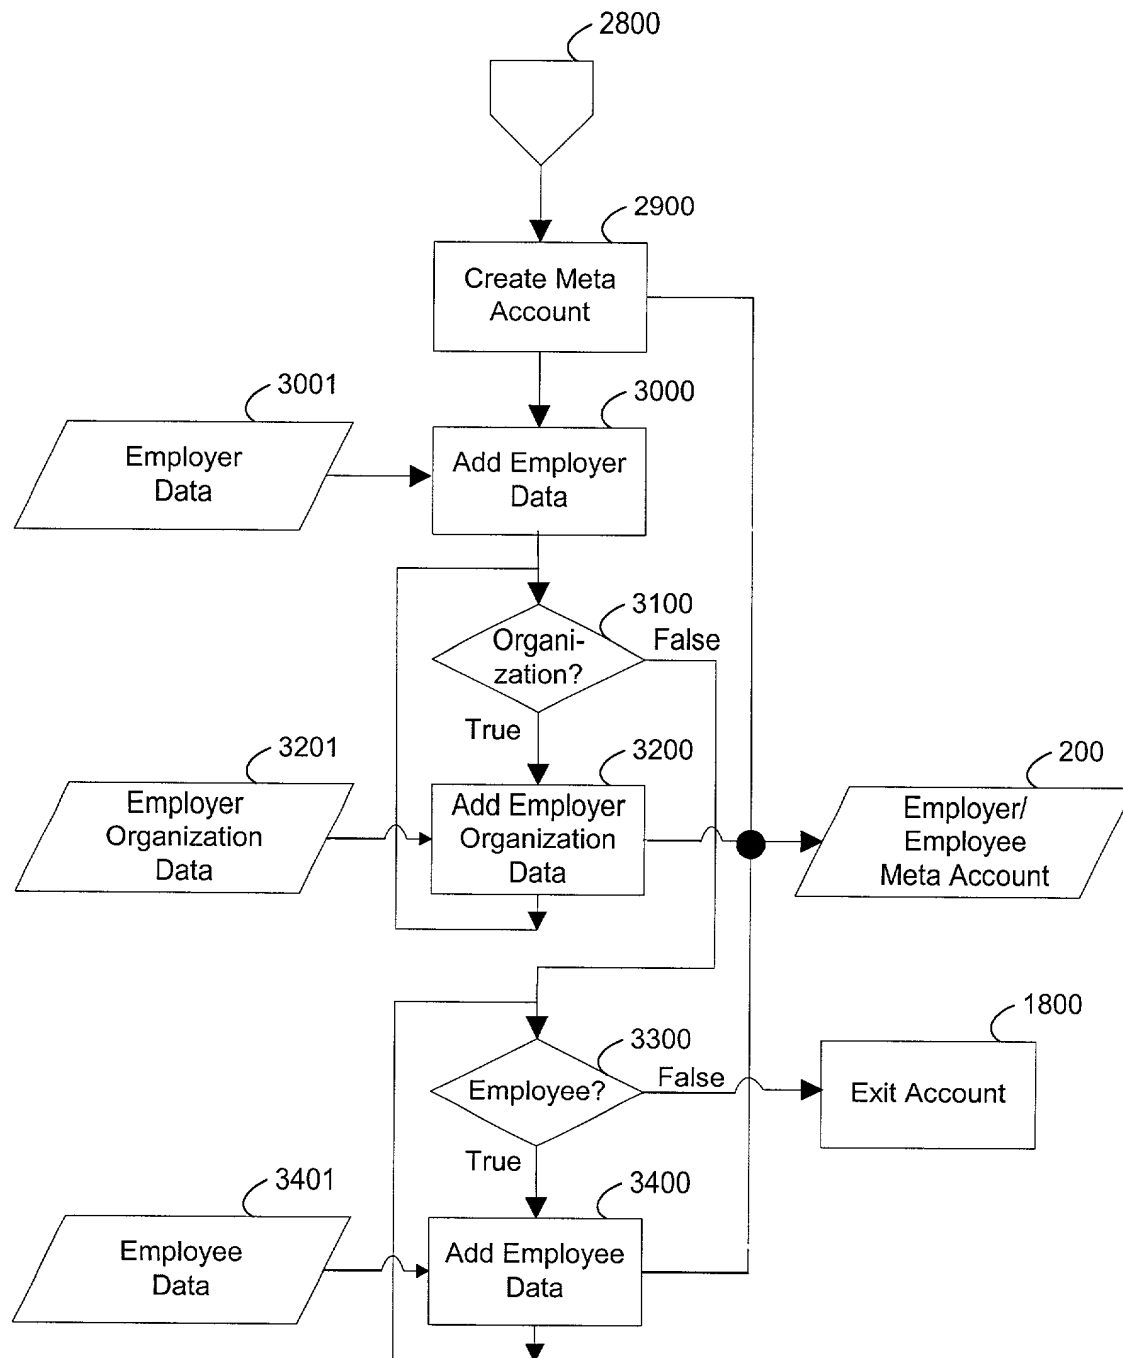 2800
2900
Create Meta
Account
3001
3000
Employer
Data
Add Employer
Data
3100
Organi-
zation?
False
True
3201
3200
200
Employer
Organization
Data
Add Employer
Organization
Data
Employer/
Employee
Meta Account
3300
1800
Employee?
False
Exit Account
True
3401
3400
Employee
Data
Add Employee
Data